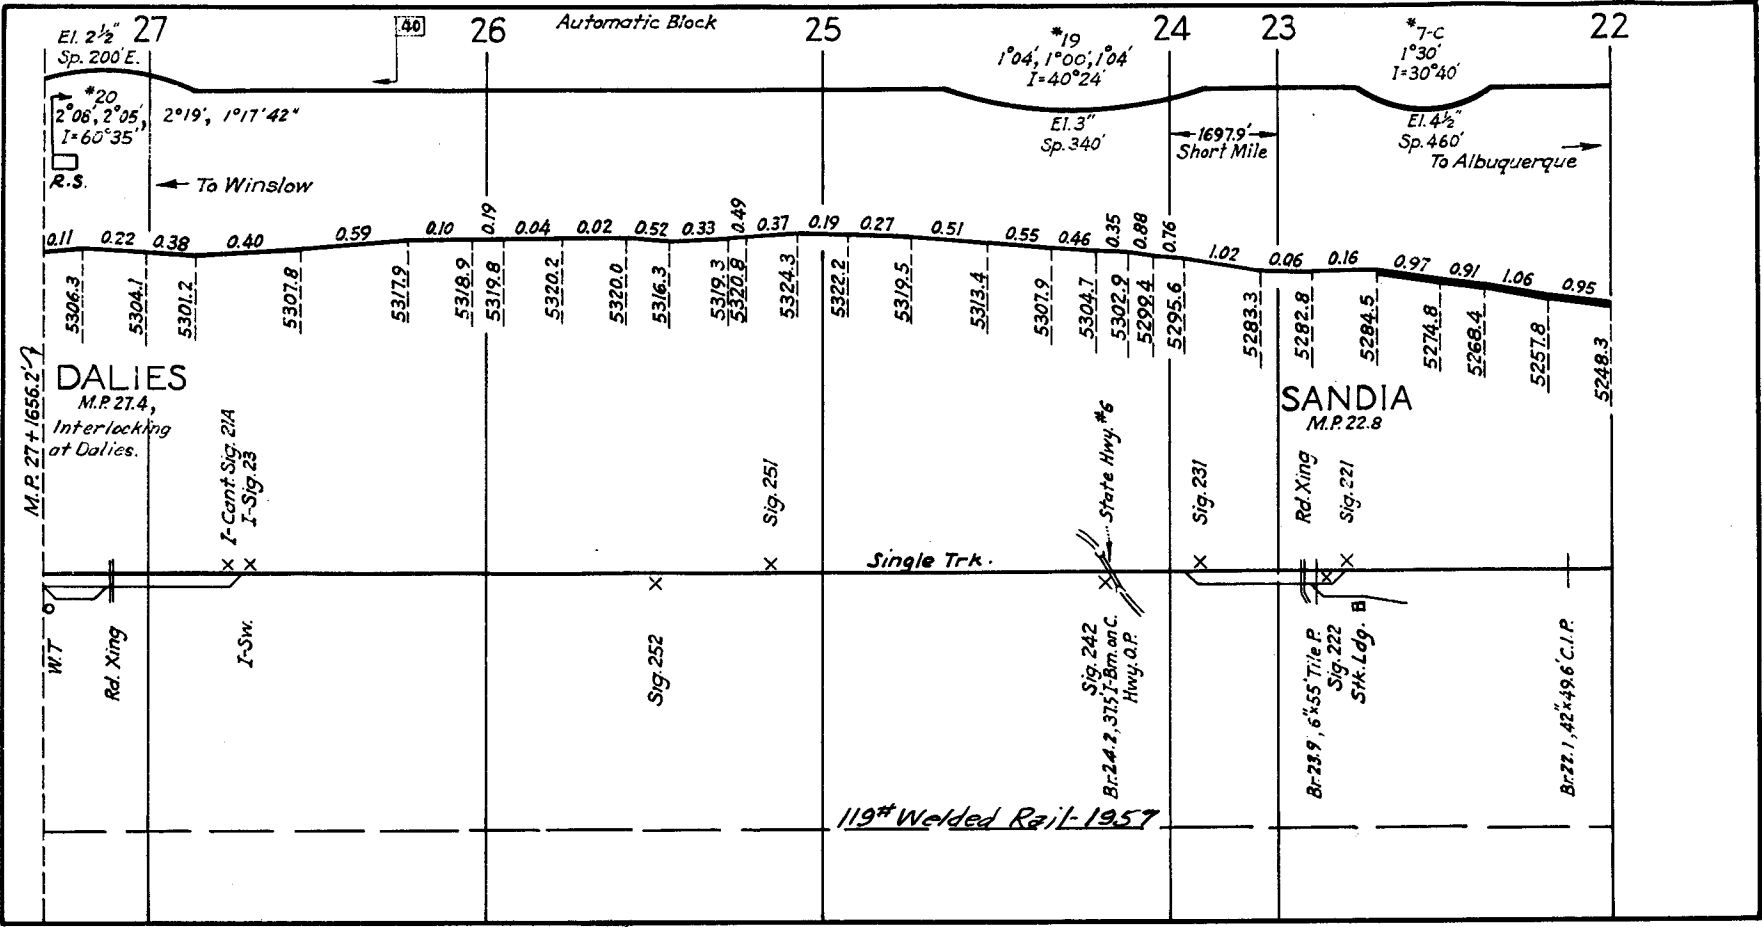 27
40
26
Automatic Block
25
24
23
22
El. 2½"
Sp. 200' E.
#20
2°08', 2°05', 2°19', 1°17'42"
I=60°35'
R.S.
To Winslow
#19
1°04', 1°00', 1°04'
I=40°24'
El. 3"
Sp. 340'
1697.9'
Short Mile
#7-C
1°30'
I=30°40'
El. 4½"
Sp. 460'
To Albuquerque
0.11 0.22 0.38 0.40 0.59 0.10 0.19 0.04 0.02 0.52 0.33 0.49 0.37 0.19 0.27 0.51 0.55 0.46 0.35 0.88 0.76 1.02 0.06 0.16 0.97 0.91 1.06 0.95
5306.3 5304.1 5301.2 5307.8 5317.9 5318.9 5319.8 5320.2 5320.0 5316.3 5319.3 5320.8 5324.3 5322.2 5319.5 5313.4 5307.9 5304.7 5302.9 5299.4 5295.6 5283.3 5282.8 5284.5 5274.8 5268.4 5257.8 5248.3
M.P. 27+1656.2'
DALIES
M.P. 27.4,
Interlocking
at Dalies.
SANDIA
M.P. 22.8
I-Cant. Sig. 21A
I-Sig. 23
Sig. 251
State Hwy. #6
Sig. 231
Rd. Xing
Sig. 221
Single Trk.
W.T
Rd. Xing
I-Sw.
Sig. 252
Sig. 242
Br. 24.2, 37.5' I-Bm. on C.
Hwy. O.P.
Br. 23.9, 6"x55' Tile P.
Sig. 222
Stk. Ldg.
B
Br. 22.1, 42"x49.6' C.I.P.
119# Welded Rail-1957